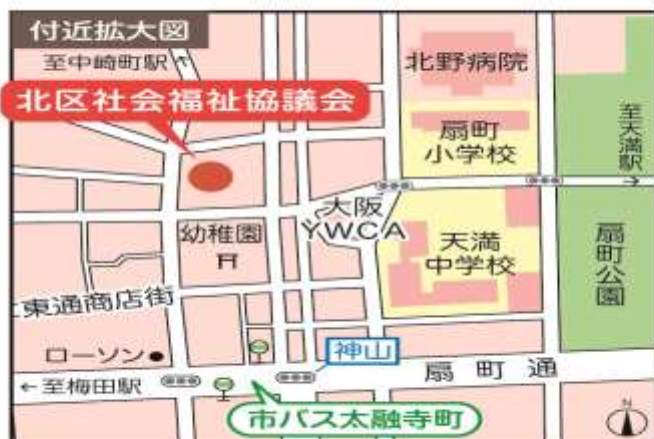 付近拡大図
至中崎町駅
北区社会福祉協議会
北野病院
扇町
小学校
至天満駅
→
大阪
YWCA
幼稚園
天満
中学校
扇町公園
東通商店街
ローソン
神山
扇町通
←至梅田駅
市バス太融寺町
N